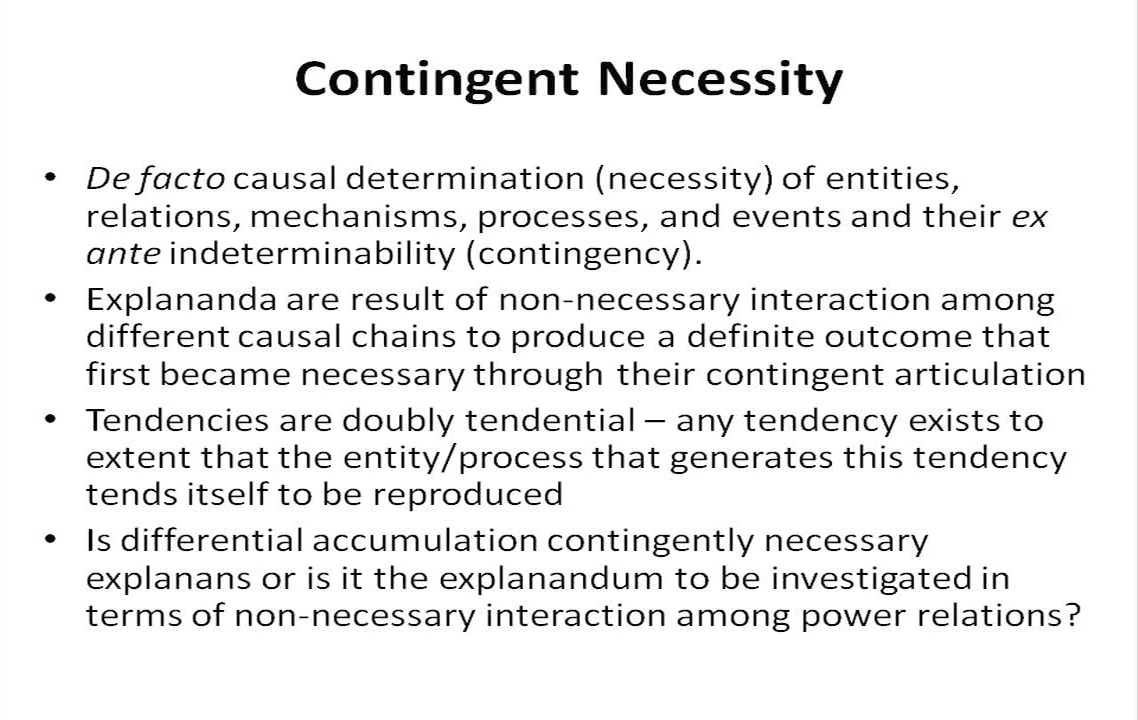 Contingent Necessity
• De facto causal determination (necessity) of entities,
relations, mechanisms, processes, and events and their ex
ante indeterminability (contingency).
• Explananda are result of non-necessary interaction among
different causal chains to produce a definite outcome that
first became necessary through their contingent articulation
• Tendencies are doubly tendential – any tendency exists to
extent that the entity/process that generates this tendency
tends itself to be reproduced
• Is differential accumulation contingently necessary
explanans or is it the explanandum to be investigated in
terms of non-necessary interaction among power relations?